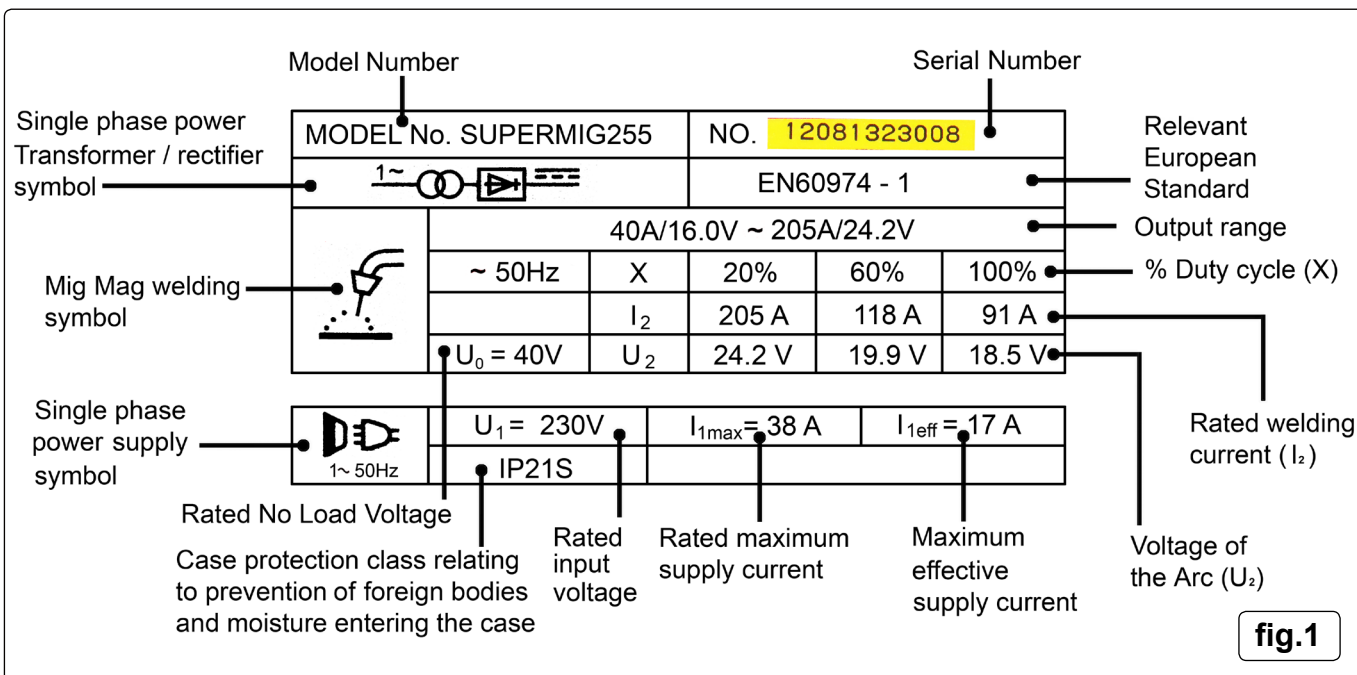 Model Number
Serial Number
Single phase power
Transformer / rectifier
symbol
MODEL No. SUPERMIG255
NO. 12081323008
Relevant
European
Standard
1~
EN60974 - 1
40A/16.0V ~ 205A/24.2V
Output range
Mig Mag welding
symbol
~ 50Hz X 20% 60% 100%
% Duty cycle (X)
I₂ 205 A 118 A 91 A
U₀ = 40V U₂ 24.2 V 19.9 V 18.5 V
Single phase
power supply
symbol
U₁ = 230V I₁max = 38 A I₁eff = 17 A
1~ 50Hz
IP21S
Rated welding
current (I₂)
Rated No Load Voltage
Case protection class relating
to prevention of foreign bodies
and moisture entering the case
Rated
input
voltage
Rated maximum
supply current
Maximum
effective
supply current
Voltage of
the Arc (U₂)
fig.1